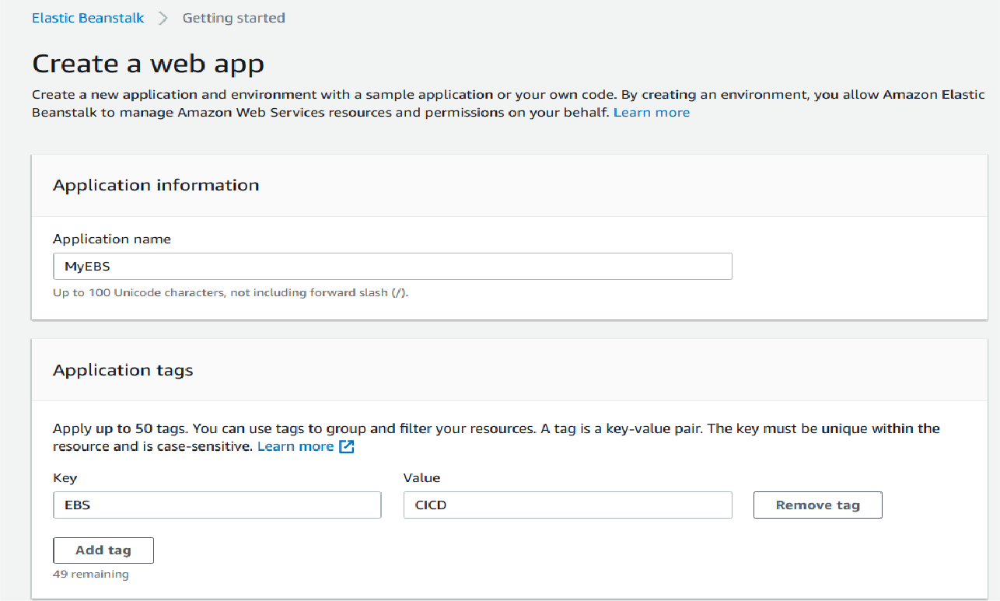 Elastic Beanstalk > Getting started
Create a web app
Create a new application and environment with a sample application or your own code. By creating an environment, you allow Amazon Elastic
Beanstalk to manage Amazon Web Services resources and permissions on your behalf. Learn more
Application information
Application name
MyEBS
Up to 100 Unicode characters, not including forward slash (/).
Application tags
Apply up to 50 tags. You can use tags to group and filter your resources. A tag is a key-value pair. The key must be unique within the
resource and is case-sensitive. Learn more
Key Value
EBS CICD Remove tag
Add tag
49 remaining